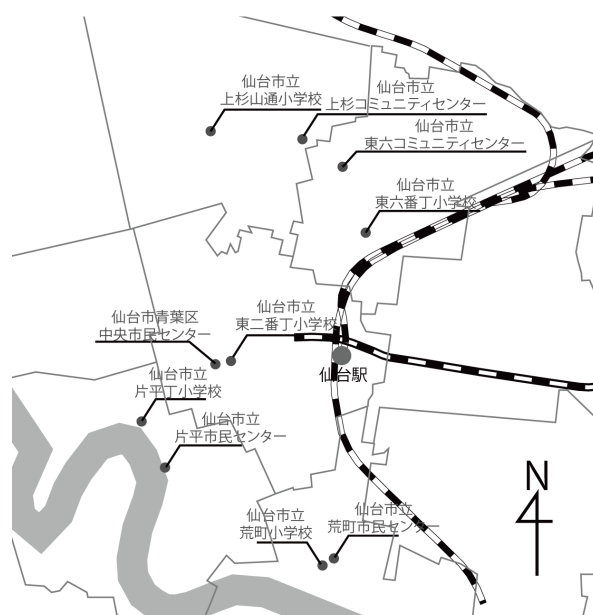 仙台市立
上杉山通小学校
仙台市立
上杉コミュニティセンター
仙台市立
東六コミュニティセンター
仙台市立
東六番丁小学校
仙台市青葉区
中央市民センター
仙台市立
東二番丁小学校
仙台駅
仙台市立
片平丁小学校
仙台市立
片平市民センター
仙台市立
荒町小学校
仙台市立
荒町市民センター
N